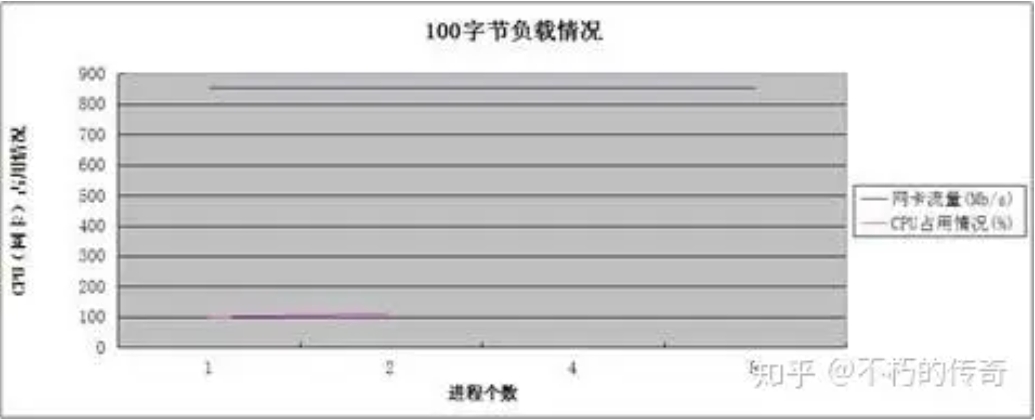 100字节负载情况
CPU(网卡)占用情况
900
800
700
600
500
400
300
200
100
0
1
2
4
进程个数
网卡流量(Mb/s)
CPU占用情况(%)
知乎 @不朽的传奇